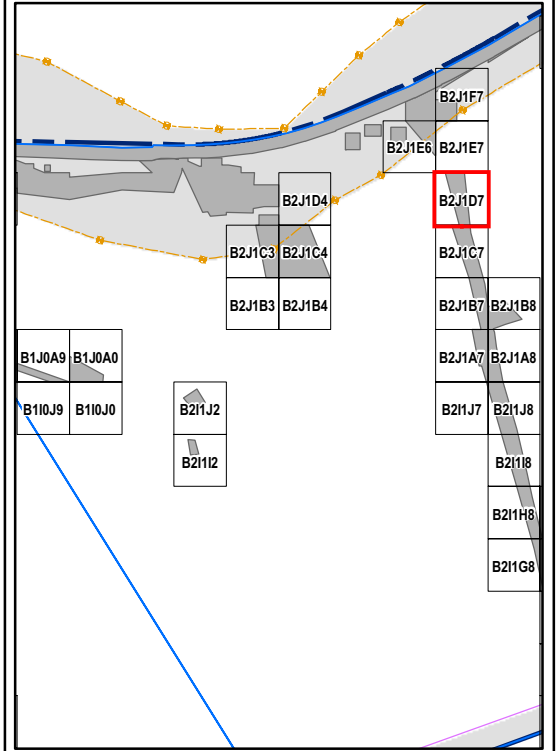 B2J1F7
B2J1E6 B2J1E7
B2J1D4 B2J1D7
B2J1C3 B2J1C4 B2J1C7
B2J1B3 B2J1B4 B2J1B7 B2J1B8
B1J0A9 B1J0A0 B2J1A7 B2J1A8
B1I0J9 B1I0J0 B2I1J2 B2I1J7 B2I1J8
B2I1I2 B2I1I8
B2I1H8
B2I1G8